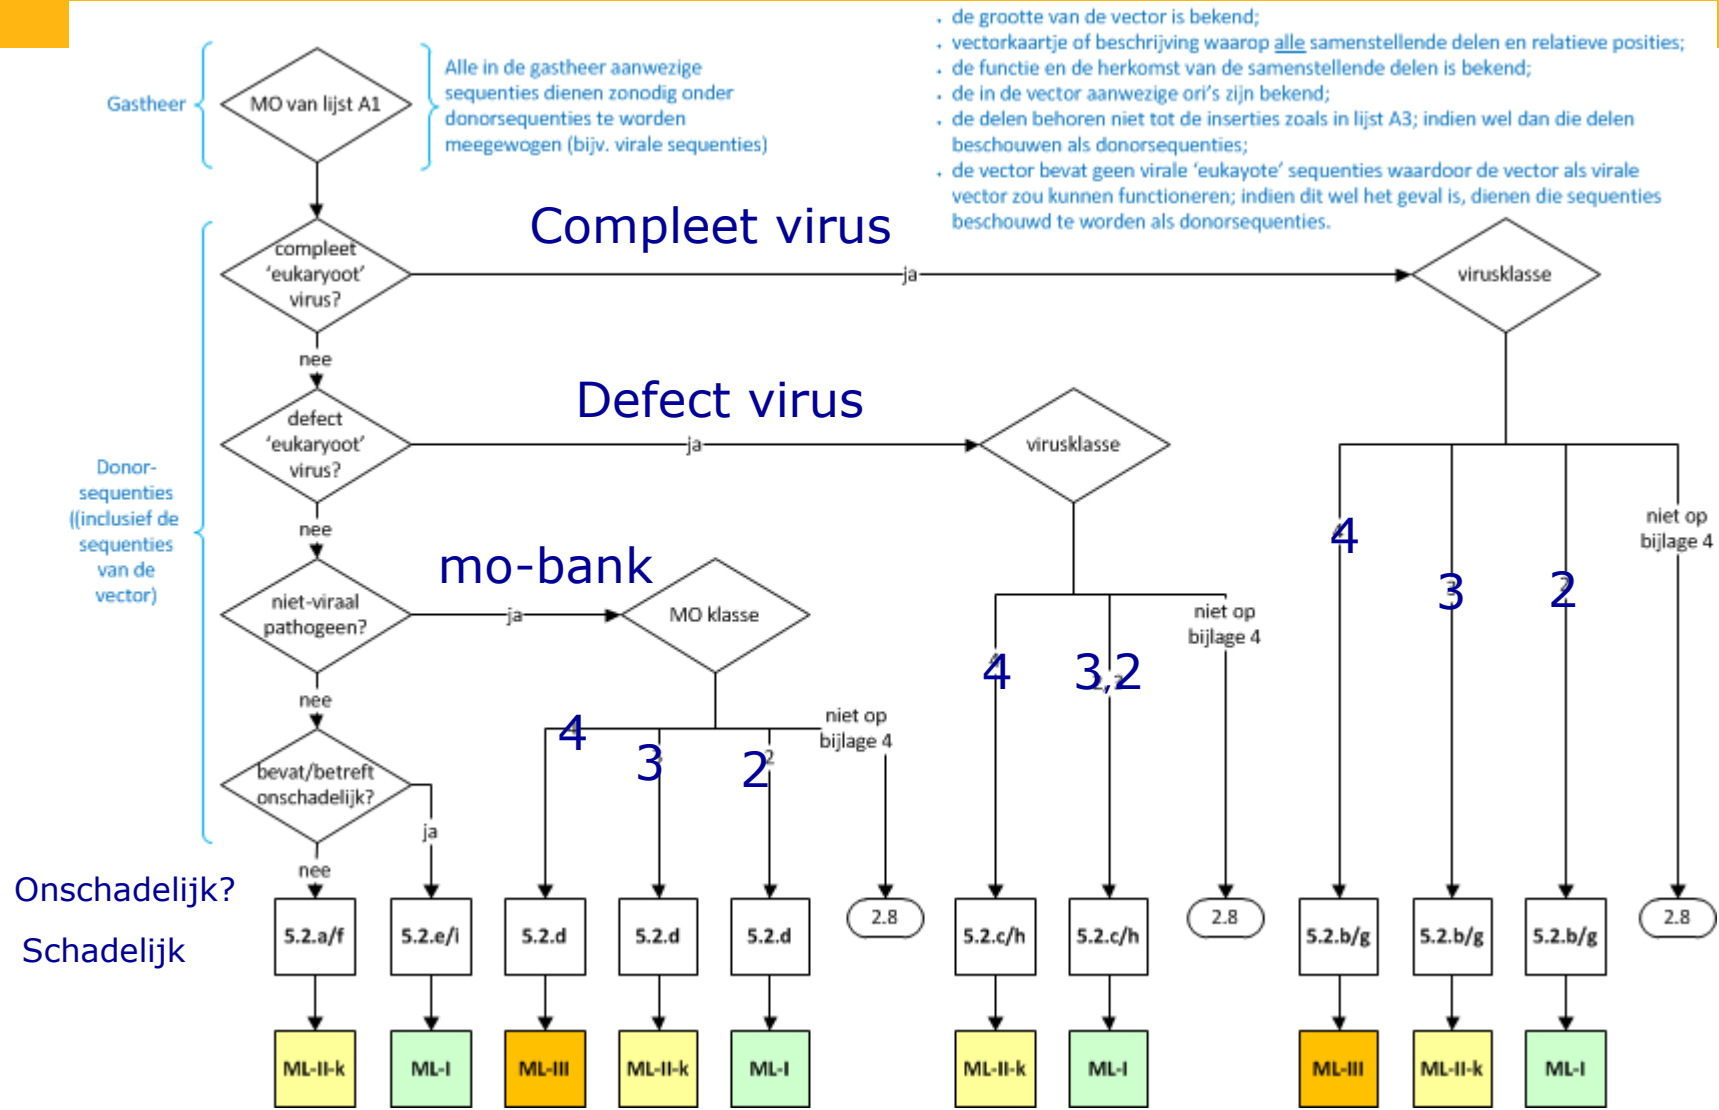 • de grootte van de vector is bekend;
• vectorkaartje of beschrijving waarop alle samenstellende delen en relatieve posities;
• de functie en de herkomst van de samenstellende delen is bekend;
• de in de vector aanwezige ori's zijn bekend;
• de delen behoren niet tot de inserties zoals in lijst A3; indien wel dan die delen
beschouwen als donorsequenties;
• de vector bevat geen virale 'eukayote' sequenties waardoor de vector als virale
vector zou kunnen functioneren; indien dit wel het geval is, dienen die sequenties
beschouwd te worden als donorsequenties.
Gastheer
MO van lijst A1
Alle in de gastheer aanwezige
sequenties dienen zonodig onder
donorsequenties te worden
meegewogen (bijv. virale sequenties)
Compleet virus
compleet
'eukaryoot'
virus?
ja
virusklasse
nee
Defect virus
defect
'eukaryoot'
virus?
ja
virusklasse
Donor-
sequenties
((inclusief de
sequenties
van de
vector)
nee
4
3
2
niet op
bijlage 4
mo-bank
niet-viraal
pathogeen?
ja
MO klasse
niet op
bijlage 4
4
3,2
nee
4
3
2
niet op
bijlage 4
bevat/betreft
onschadelijk?
ja
nee
Onschadelijk?
Schadelijk
5.2.a/f
5.2.e/i
5.2.d
5.2.d
5.2.d
2.8
5.2.c/h
5.2.c/h
2.8
5.2.b/g
5.2.b/g
5.2.b/g
2.8
ML-II-k
ML-I
ML-III
ML-II-k
ML-I
ML-II-k
ML-I
ML-III
ML-II-k
ML-I